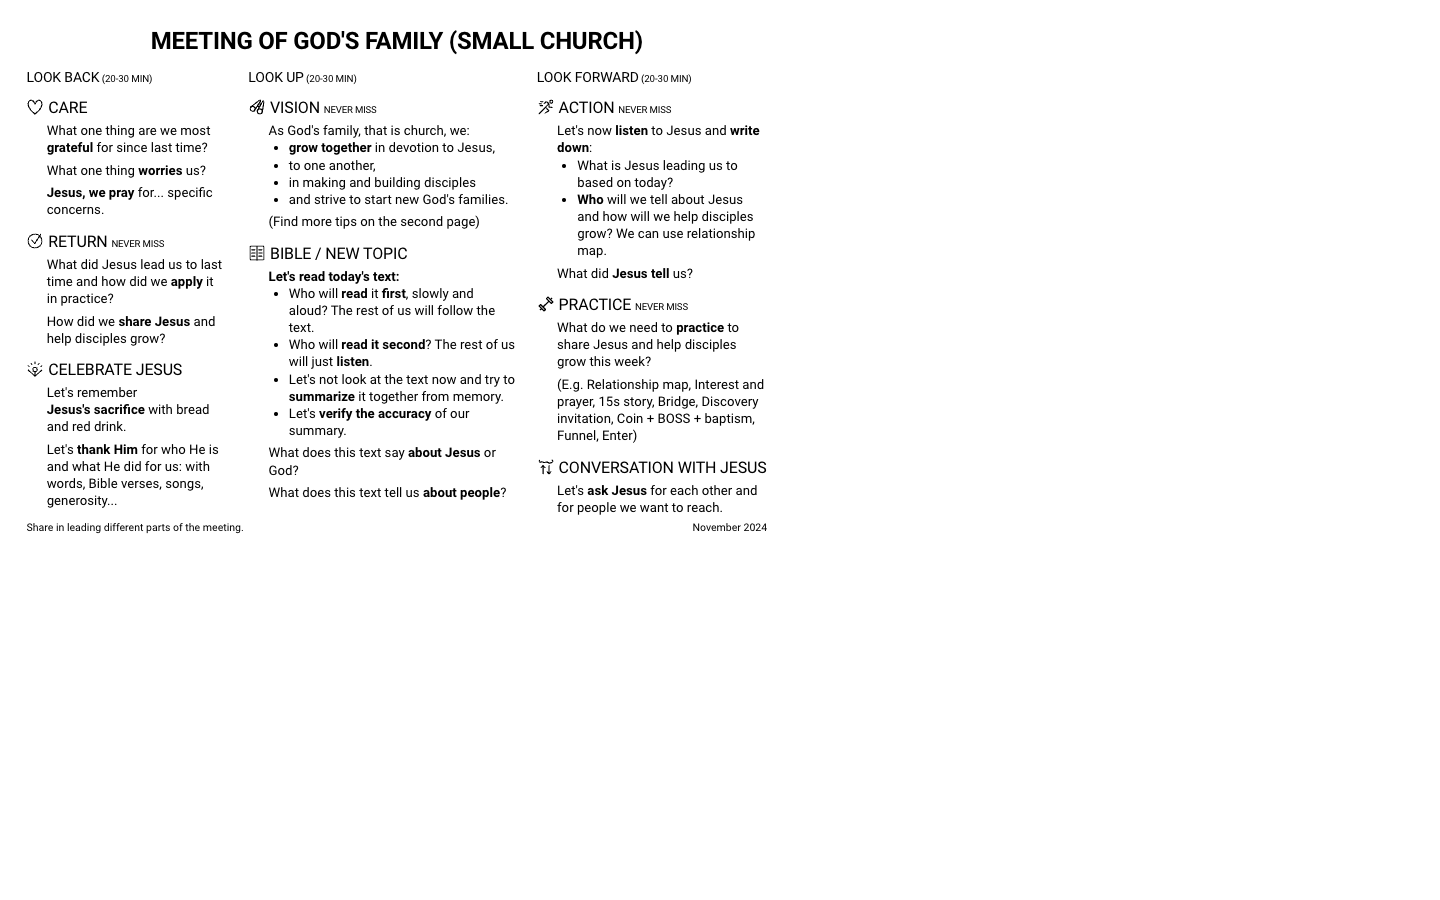 MEETING OF GOD'S FAMILY (SMALL CHURCH)
LOOK BACK (20-30 MIN)
CARE
What one thing are we most
grateful for since last time?
What one thing worries us?
Jesus, we pray for... specific
concerns.
RETURN NEVER MISS
What did Jesus lead us to last
time and how did we apply it
in practice?
How did we share Jesus and
help disciples grow?
CELEBRATE JESUS
Let's remember
Jesus's sacrifice with bread
and red drink.
Let's thank Him for who He is
and what He did for us: with
words, Bible verses, songs,
generosity...
LOOK UP (20-30 MIN)
VISION NEVER MISS
As God's family, that is church, we:
• grow together in devotion to Jesus,
• to one another,
• in making and building disciples
• and strive to start new God's families.
(Find more tips on the second page)
BIBLE / NEW TOPIC
Let's read today's text:
• Who will read it first, slowly and
aloud? The rest of us will follow the
text.
• Who will read it second? The rest of us
will just listen.
• Let's not look at the text now and try to
summarize it together from memory.
• Let's verify the accuracy of our
summary.
What does this text say about Jesus or
God?
What does this text tell us about people?
LOOK FORWARD (20-30 MIN)
ACTION NEVER MISS
Let's now listen to Jesus and write
down:
• What is Jesus leading us to
based on today?
• Who will we tell about Jesus
and how will we help disciples
grow? We can use relationship
map.
What did Jesus tell us?
PRACTICE NEVER MISS
What do we need to practice to
share Jesus and help disciples
grow this week?
(E.g. Relationship map, Interest and
prayer, 15s story, Bridge, Discovery
invitation, Coin + BOSS + baptism,
Funnel, Enter)
CONVERSATION WITH JESUS
Let's ask Jesus for each other and
for people we want to reach.
Share in leading different parts of the meeting.
November 2024